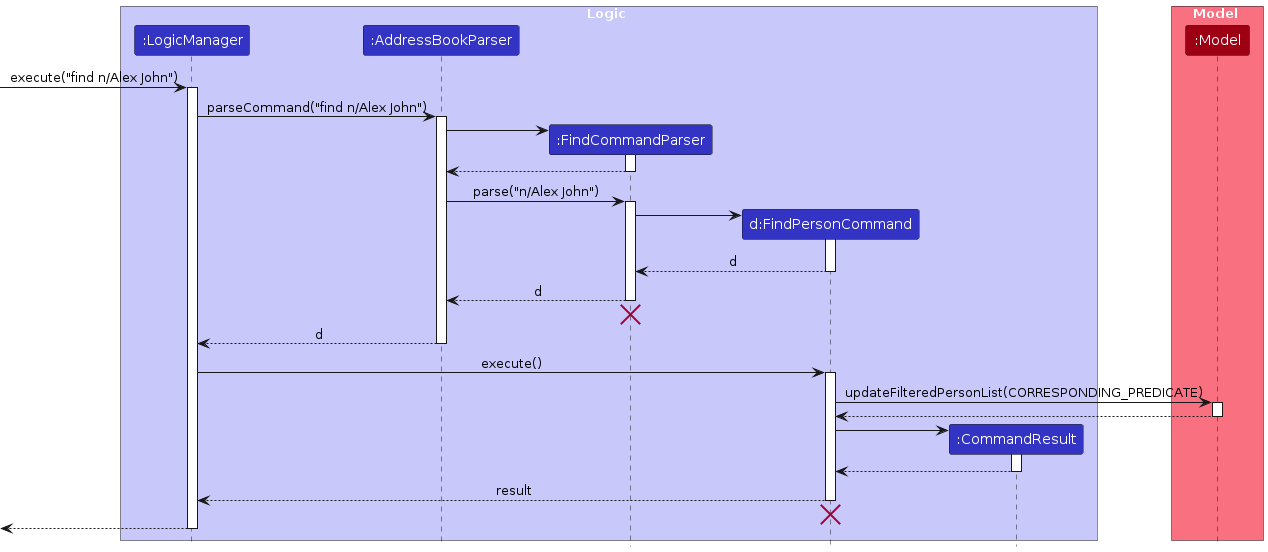 Logic
Model
:LogicManager
:AddressBookParser
:Model
execute("find n/Alex John")
parseCommand("find n/Alex John")
:FindCommandParser
parse("n/Alex John")
d:FindPersonCommand
d
d
d
execute()
updateFilteredPersonList(CORRESPONDING_PREDICATE)
:CommandResult
result